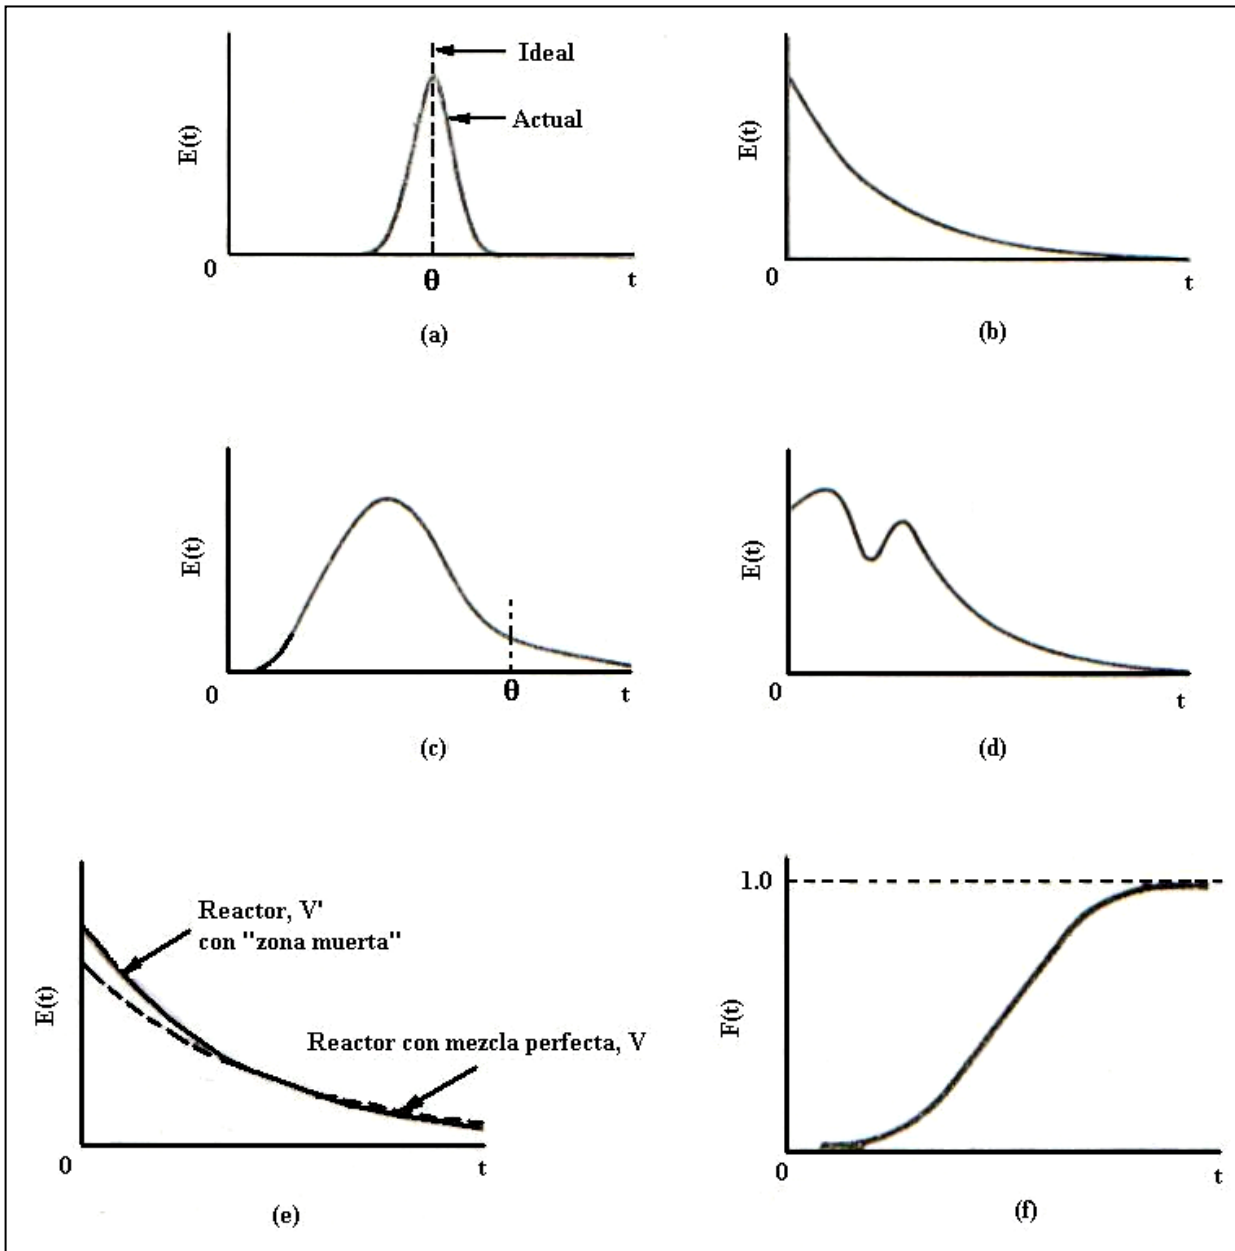 Ideal
Actual
E(t)
0
θ
t
(a)
E(t)
0
t
(b)
E(t)
0
θ
t
(c)
E(t)
0
t
(d)
Reactor, V'
con "zona muerta"
Reactor con mezcla perfecta, V
E(t)
0
t
(e)
1.0
F(t)
0
t
(f)